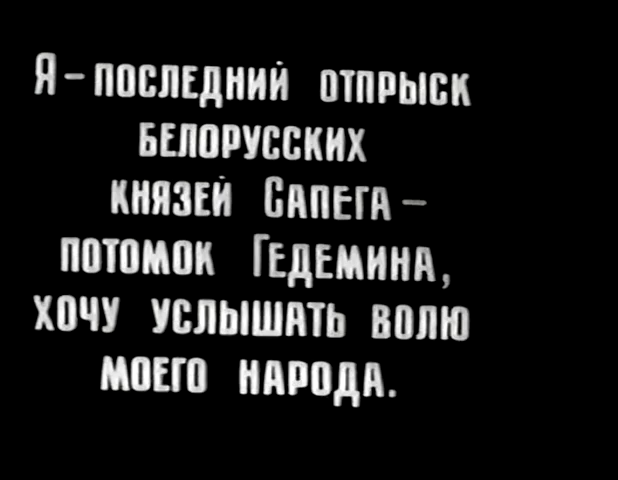 Я – последний отпрыск
белорусских
князей Сапега –
потомок Гедемина,
хочу услышать волю
моего народа.